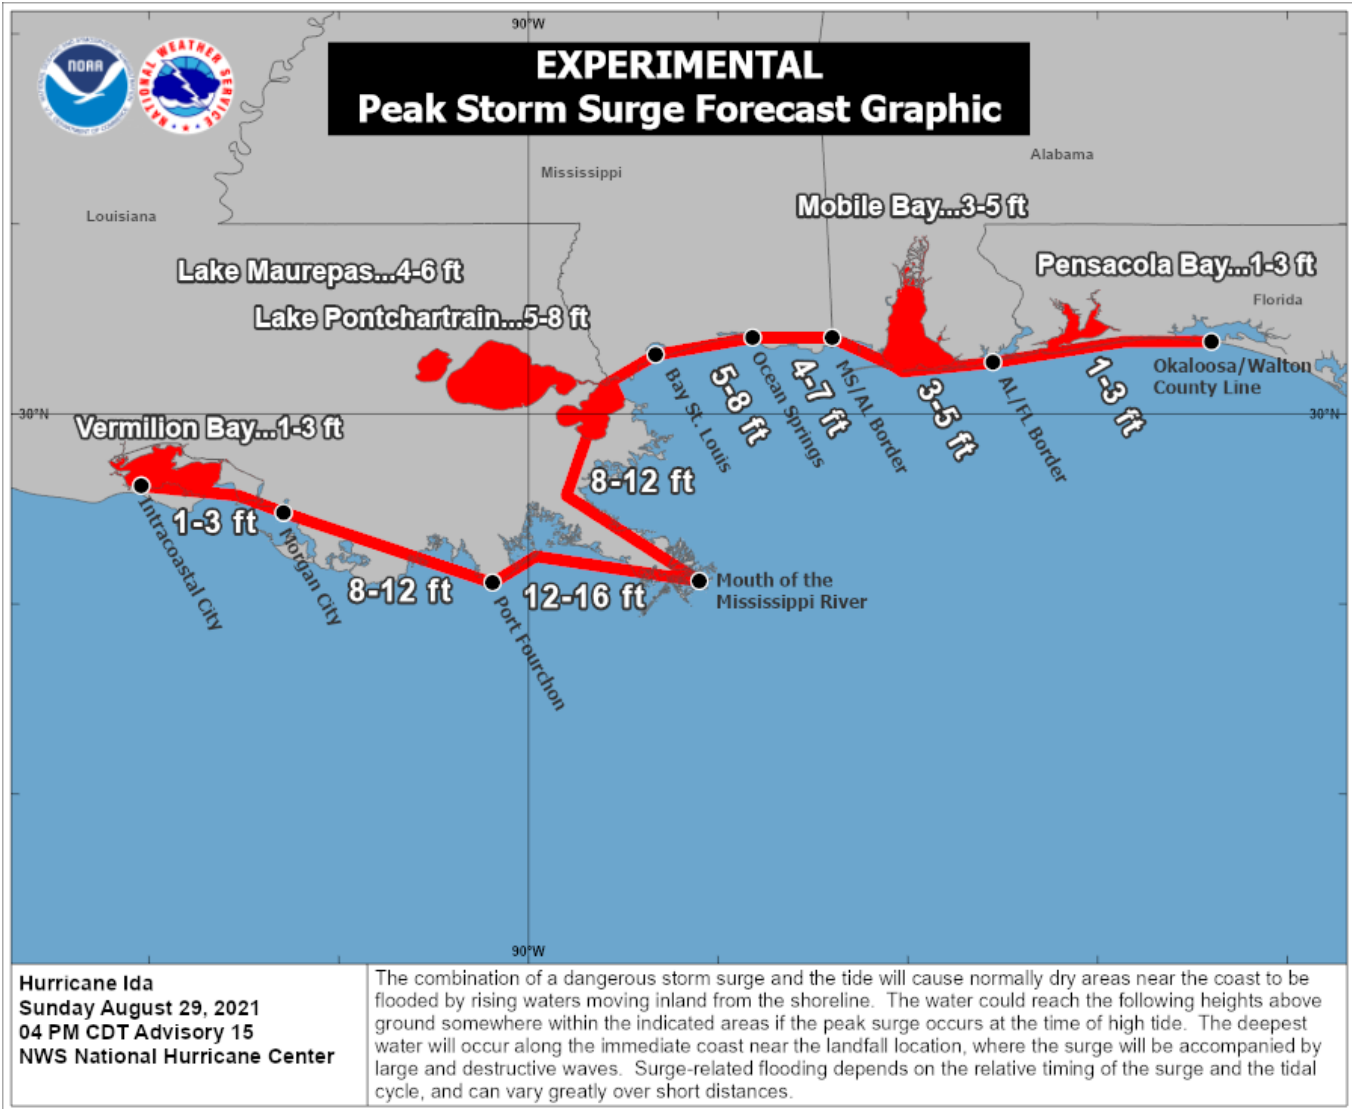 90°W
NOAA
NATIONAL WEATHER SERVICE
EXPERIMENTAL
Peak Storm Surge Forecast Graphic
Alabama
Mississippi
Louisiana
Mobile Bay...3-5 ft
Lake Maurepas...4-6 ft
Pensacola Bay...1-3 ft
Florida
Lake Pontchartrain...5-8 ft
Okaloosa/Walton
County Line
Bay St. Louis
5-8 ft
Ocean Springs
4-7 ft
MS/AL Border
3-5 ft
AL/FL Border
1-3 ft
30°N
30°N
Vermilion Bay...1-3 ft
8-12 ft
Intracoastal City
1-3 ft
Morgan City
8-12 ft
Port Fourchon
12-16 ft
Mouth of the
Mississippi River
90°W
Hurricane Ida
Sunday August 29, 2021
04 PM CDT Advisory 15
NWS National Hurricane Center
The combination of a dangerous storm surge and the tide will cause normally dry areas near the coast to be
flooded by rising waters moving inland from the shoreline.  The water could reach the following heights above
ground somewhere within the indicated areas if the peak surge occurs at the time of high tide.  The deepest
water will occur along the immediate coast near the landfall location, where the surge will be accompanied by
large and destructive waves.  Surge-related flooding depends on the relative timing of the surge and the tidal
cycle, and can vary greatly over short distances.